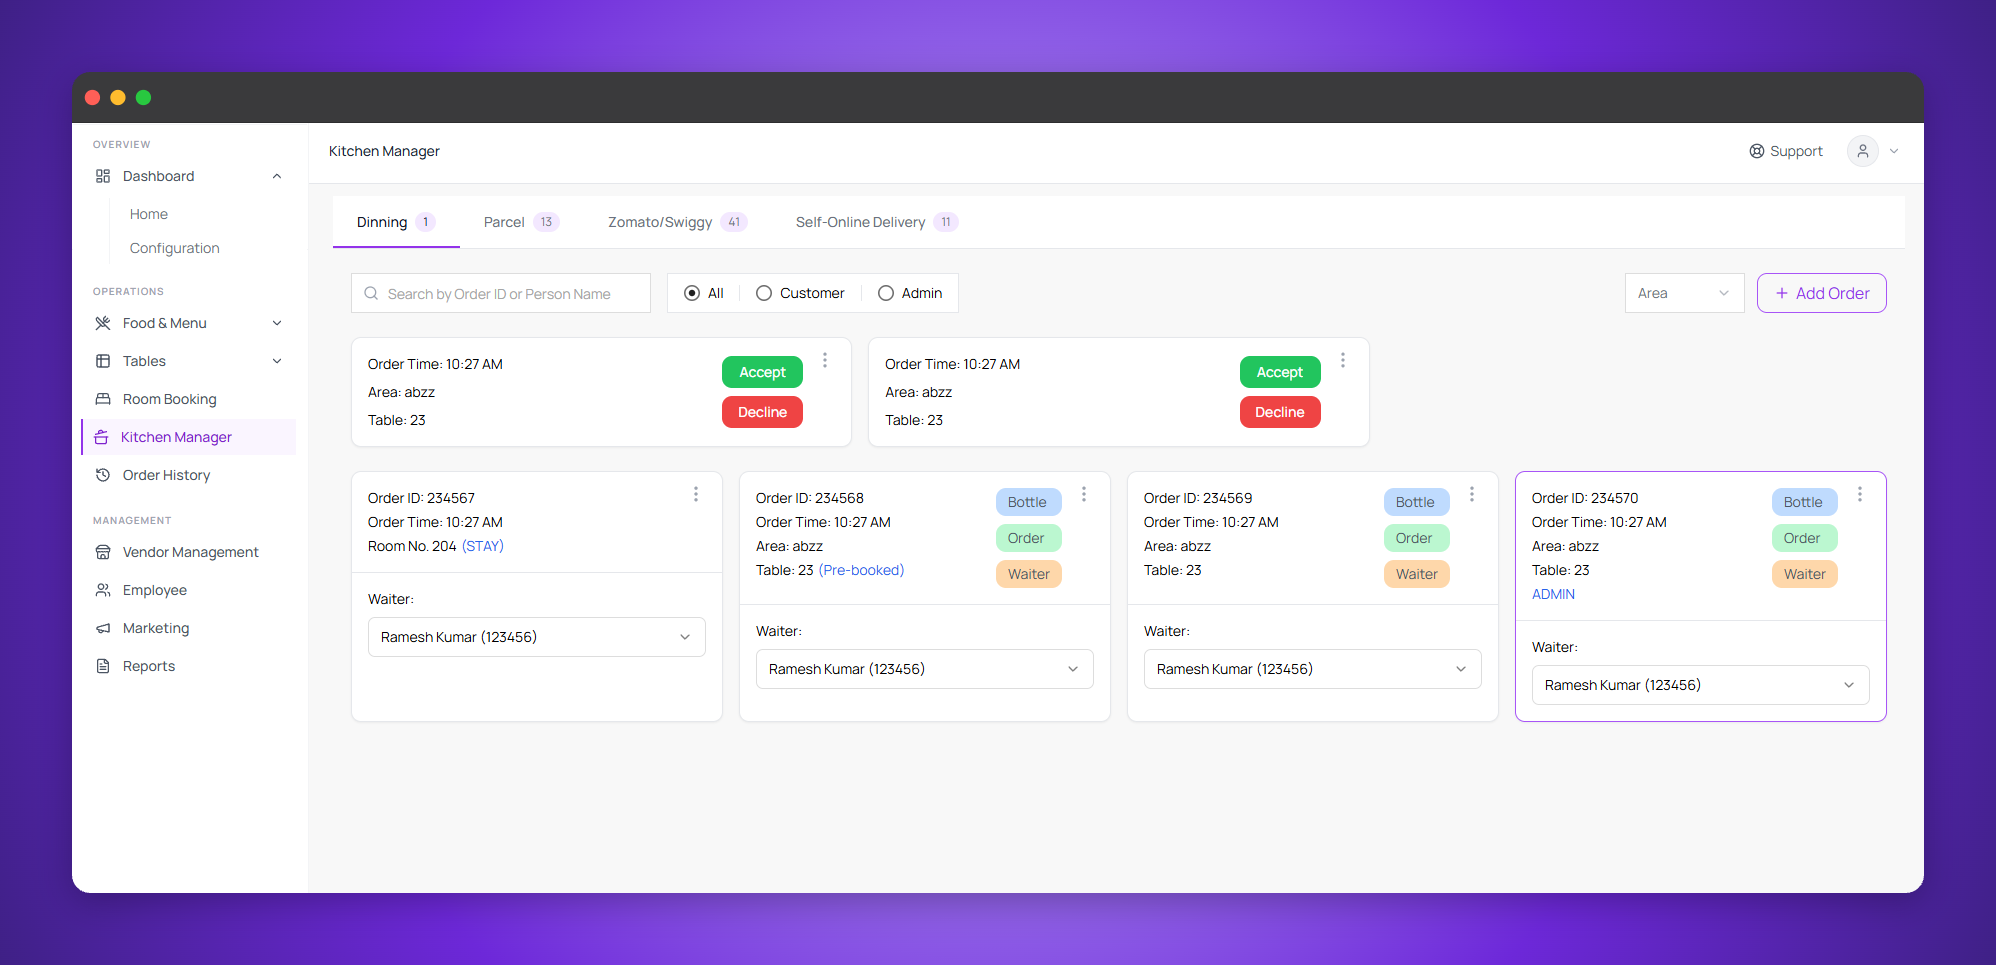 OVERVIEW
Dashboard
Home
Configuration
OPERATIONS
Food & Menu
Tables
Room Booking
Kitchen Manager
Order History
MANAGEMENT
Vendor Management
Employee
Marketing
Reports
Kitchen Manager
Support
Dinning 1
Parcel 13
Zomato/Swiggy 41
Self-Online Delivery 11
Search by Order ID or Person Name
All
Customer
Admin
Area
+ Add Order
Order Time: 10:27 AM
Area: abzz
Table: 23
Accept
Decline
Order Time: 10:27 AM
Area: abzz
Table: 23
Accept
Decline
Order ID: 234567
Order Time: 10:27 AM
Room No. 204 (STAY)
Waiter:
Ramesh Kumar (123456)
Order ID: 234568
Order Time: 10:27 AM
Area: abzz
Table: 23 (Pre-booked)
Bottle
Order
Waiter
Waiter:
Ramesh Kumar (123456)
Order ID: 234569
Order Time: 10:27 AM
Area: abzz
Table: 23
Bottle
Order
Waiter
Waiter:
Ramesh Kumar (123456)
Order ID: 234570
Order Time: 10:27 AM
Area: abzz
Table: 23
ADMIN
Bottle
Order
Waiter
Waiter:
Ramesh Kumar (123456)